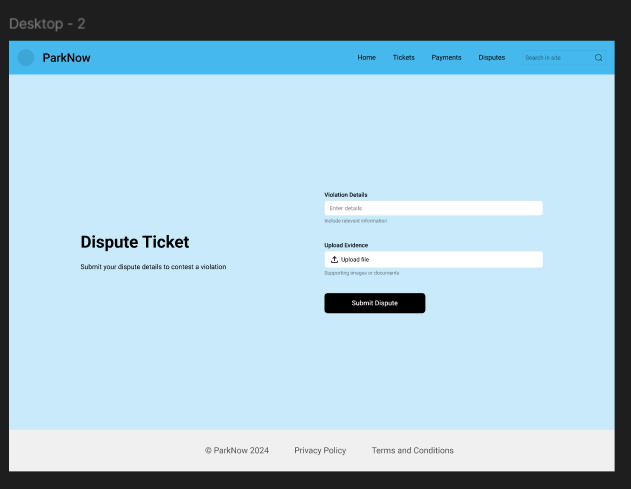 Desktop - 2
ParkNow
Home Tickets Payments Disputes Search in site
Violation Details
Enter details
Include relevant information
Dispute Ticket
Submit your dispute details to contest a violation
Upload Evidence
Upload file
Supporting images or documents
Submit Dispute
© ParkNow 2024 Privacy Policy Terms and Conditions